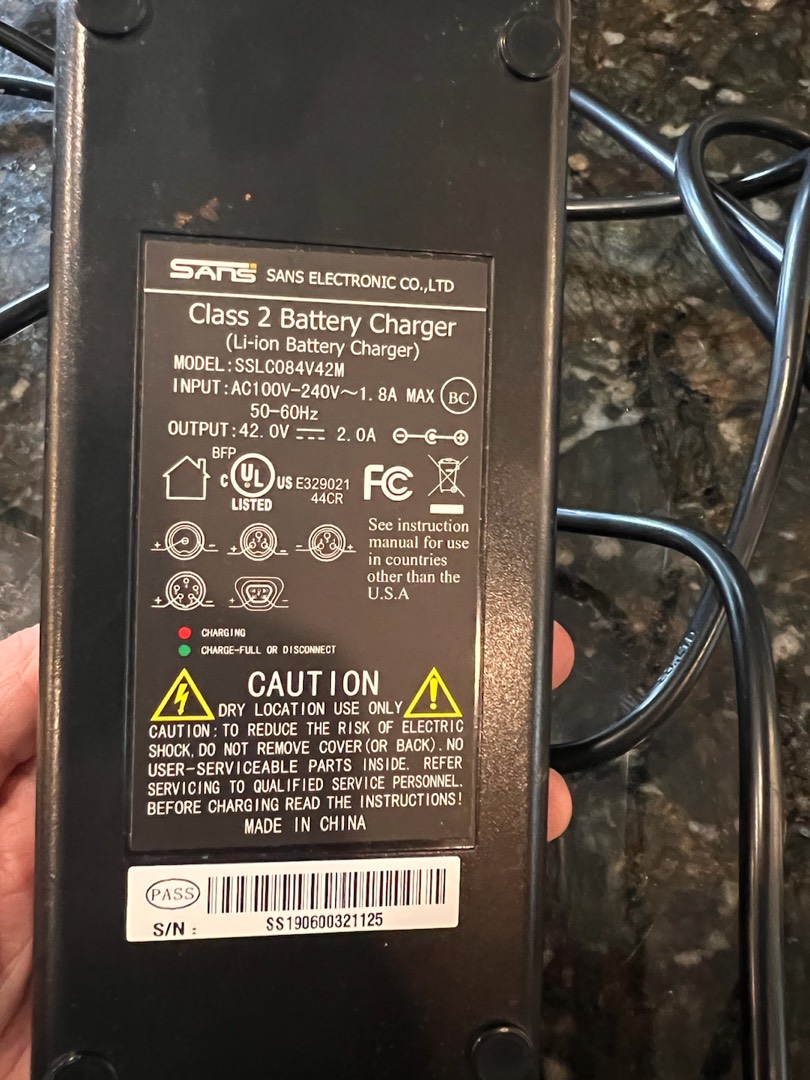 SANS SANS ELECTRONIC CO.,LTD
Class 2 Battery Charger
(Li-ion Battery Charger)
MODEL:SSLC084V42M
INPUT:AC100V-240V~1.8A MAX BC
50-60Hz
OUTPUT:42.0V 2.0A
BFP
C UL US E329021
LISTED 44CR
FC
See instruction
manual for use
in countries
other than the
U.S.A
CHARGING
CHARGE-FULL OR DISCONNECT
CAUTION
DRY LOCATION USE ONLY
CAUTION:TO REDUCE THE RISK OF ELECTRIC
SHOCK,DO NOT REMOVE COVER(OR BACK).NO
USER-SERVICEABLE PARTS INSIDE. REFER
SERVICING TO QUALIFIED SERVICE PERSONNEL.
BEFORE CHARGING READ THE INSTRUCTIONS!
MADE IN CHINA
PASS
S/N: SS190600321125